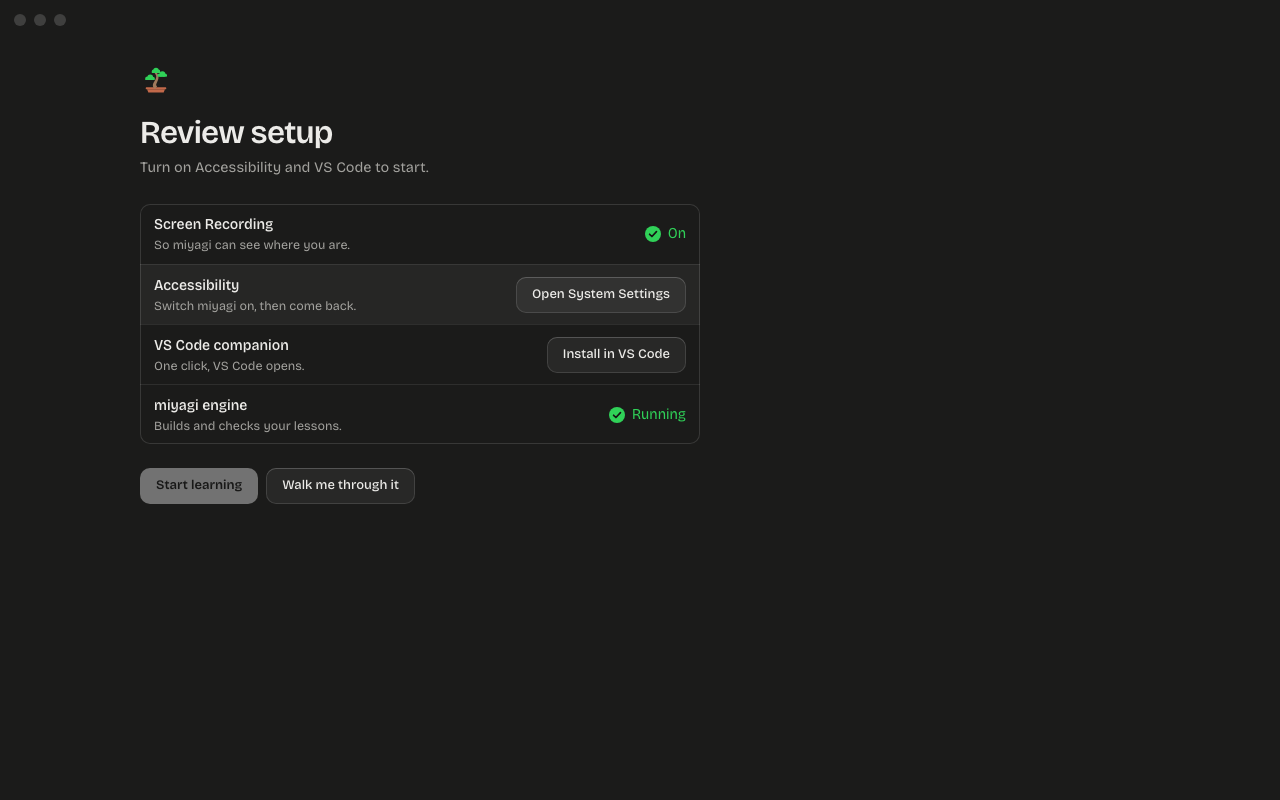 Review setup
Turn on Accessibility and VS Code to start.
Screen Recording
So miyagi can see where you are.
On
Accessibility
Switch miyagi on, then come back.
Open System Settings
VS Code companion
One click, VS Code opens.
Install in VS Code
miyagi engine
Builds and checks your lessons.
Running
Start learning
Walk me through it